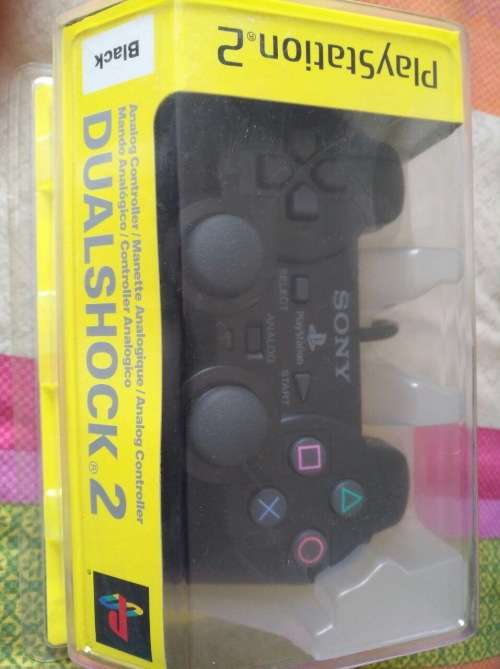 PlayStation®2
Black
SONY
SELECT
PlayStation
START
ANALOG
Analog Controller / Manette Analogique / Analog Controller
Mando Analógico / Controller Analogico
DUALSHOCK®2
®